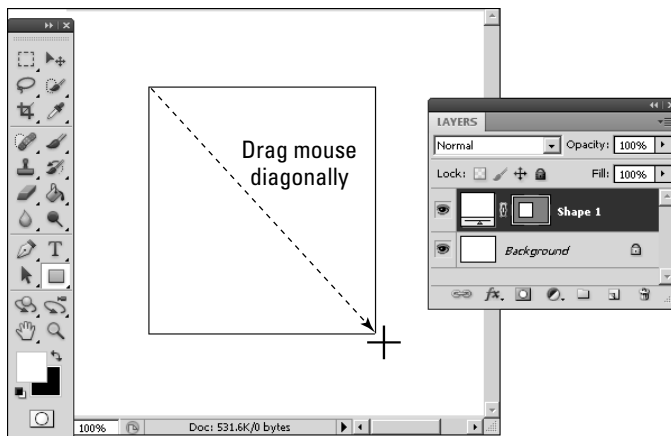 Drag mouse
diagonally
100%
Doc: 531.6K/0 bytes
LAYERS
Normal
Opacity: 100%
Lock:
Fill: 100%
Shape 1
Background
T
fx.